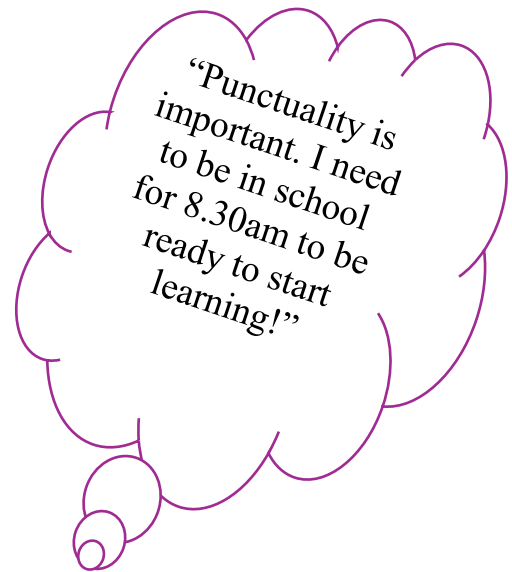 “Punctuality is
important. I need
to be in school
for 8.30am to be
ready to start
learning!”